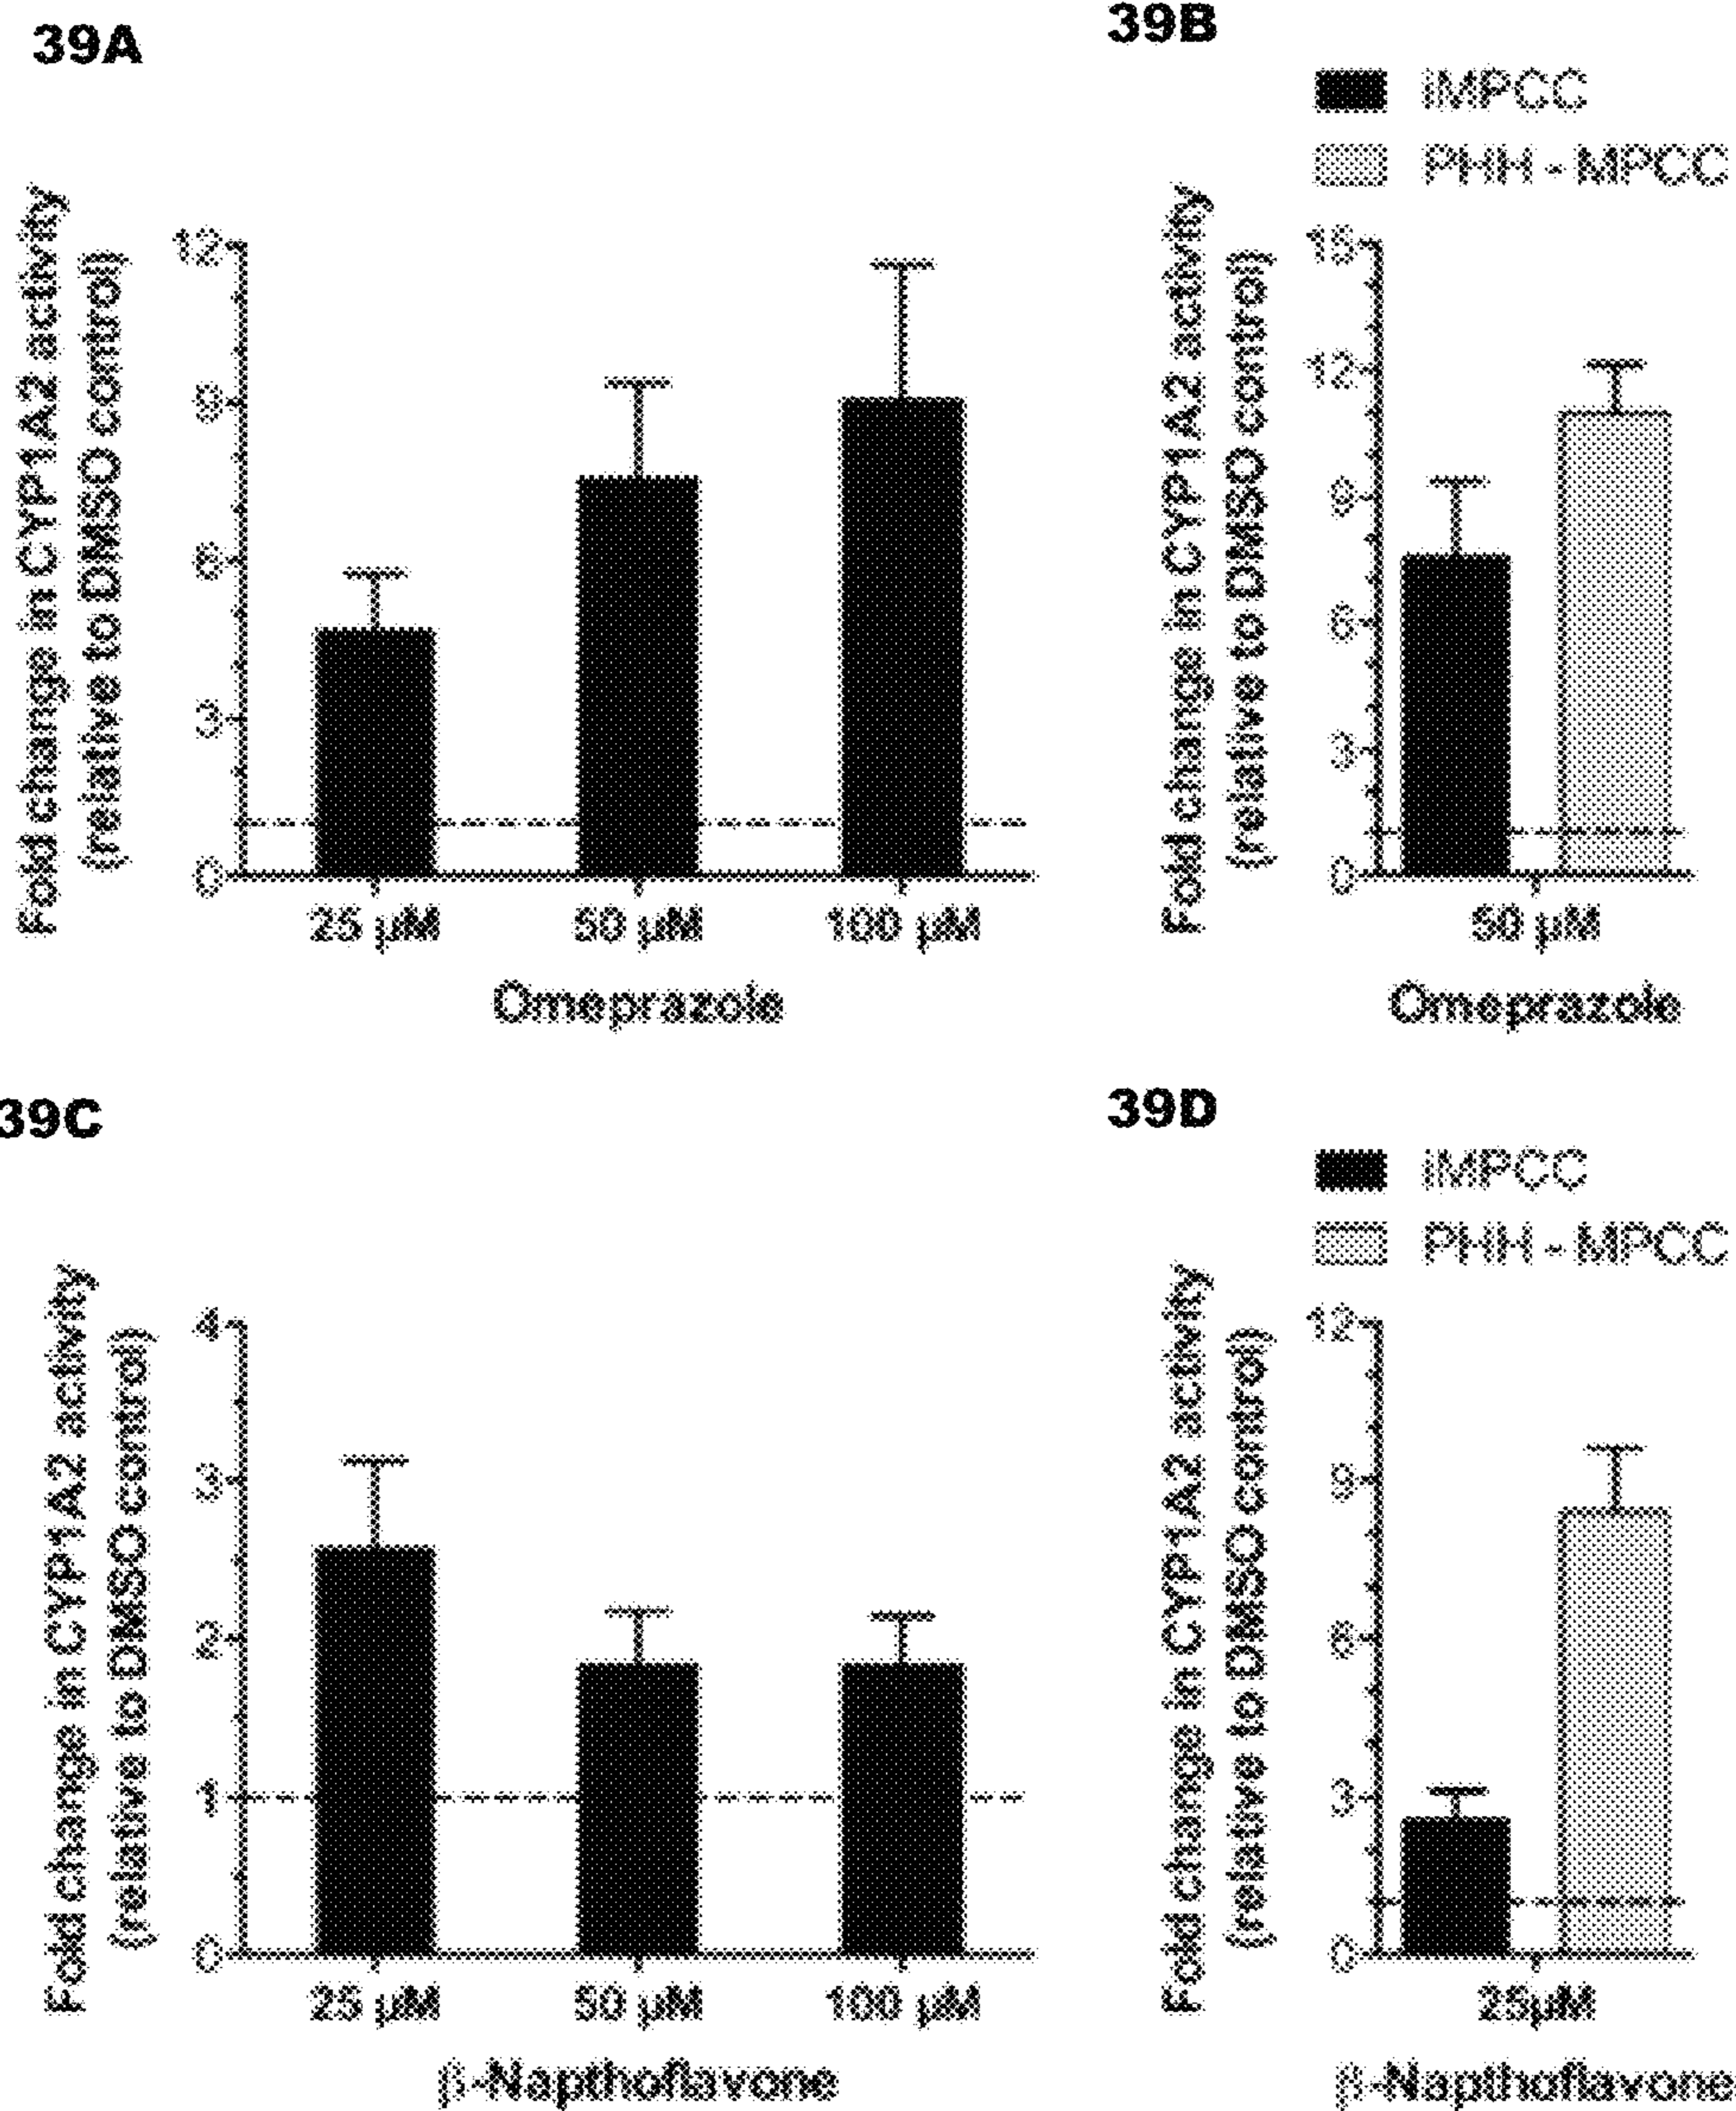 39A
Fold change in CYP1A2 activity
(relative to DMSO control)
12
9
6
3
0
25 µM 50 µM 100 µM
Omeprazole
39B
iMPCC
PHH - MPCC
Fold change in CYP1A2 activity
(relative to DMSO control)
15
12
9
6
3
0
50 µM
Omeprazole
39C
Fold change in CYP1A2 activity
(relative to DMSO control)
4
3
2
1
0
25 µM 50 µM 100 µM
β-Napthoflavone
39D
iMPCC
PHH - MPCC
Fold change in CYP1A2 activity
(relative to DMSO control)
12
9
6
3
0
25µM
β-Napthoflavone